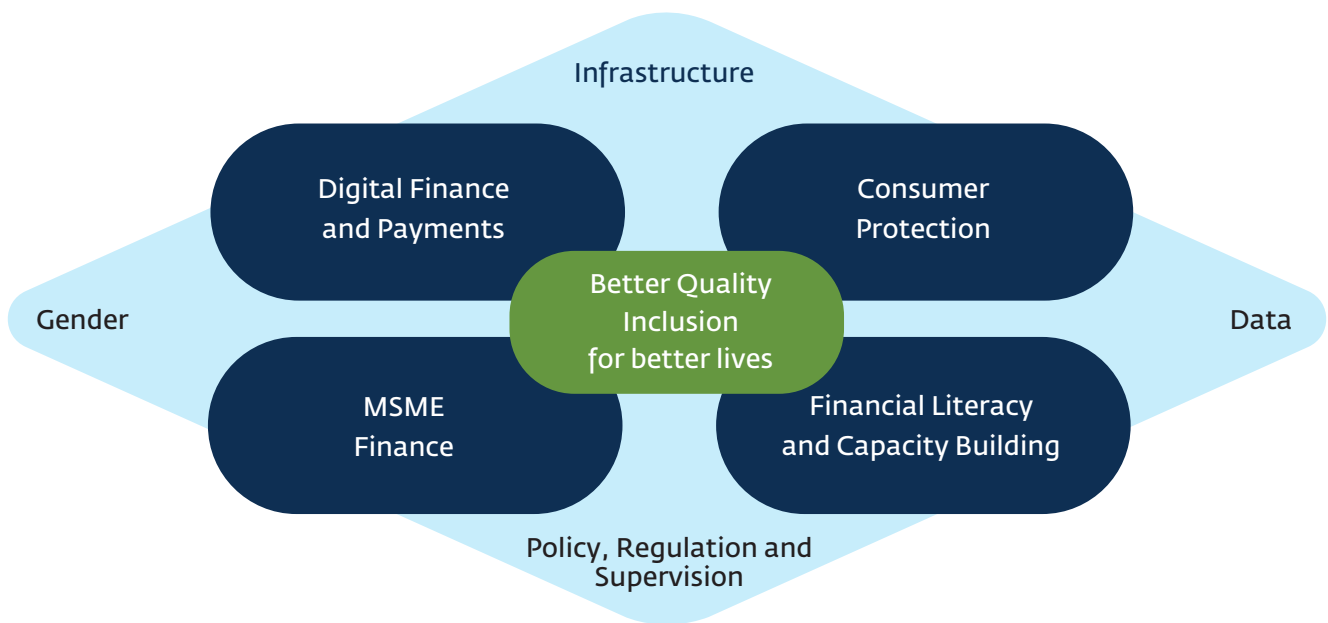 Infrastructure
Digital Finance
and Payments
Consumer
Protection
Better Quality
Inclusion
for better lives
Gender
Data
MSME
Finance
Financial Literacy
and Capacity Building
Policy, Regulation and
Supervision